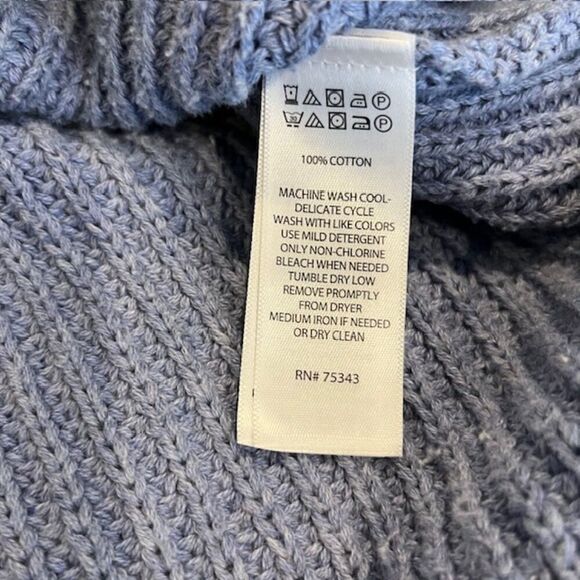 P
30 P
100% COTTON
MACHINE WASH COOL-
DELICATE CYCLE
WASH WITH LIKE COLORS
USE MILD DETERGENT
ONLY NON-CHLORINE
BLEACH WHEN NEEDED
TUMBLE DRY LOW
REMOVE PROMPTLY
FROM DRYER
MEDIUM IRON IF NEEDED
OR DRY CLEAN
RN# 75343